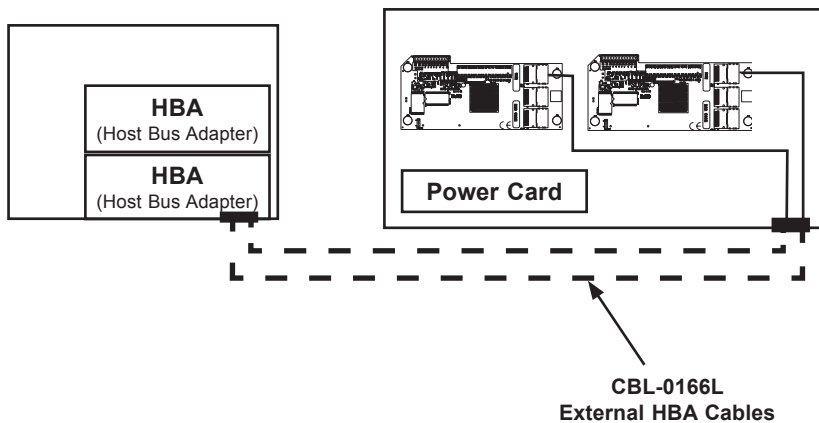 HBA
(Host Bus Adapter)
HBA
(Host Bus Adapter)
Power Card
CBL-0166L
External HBA Cables